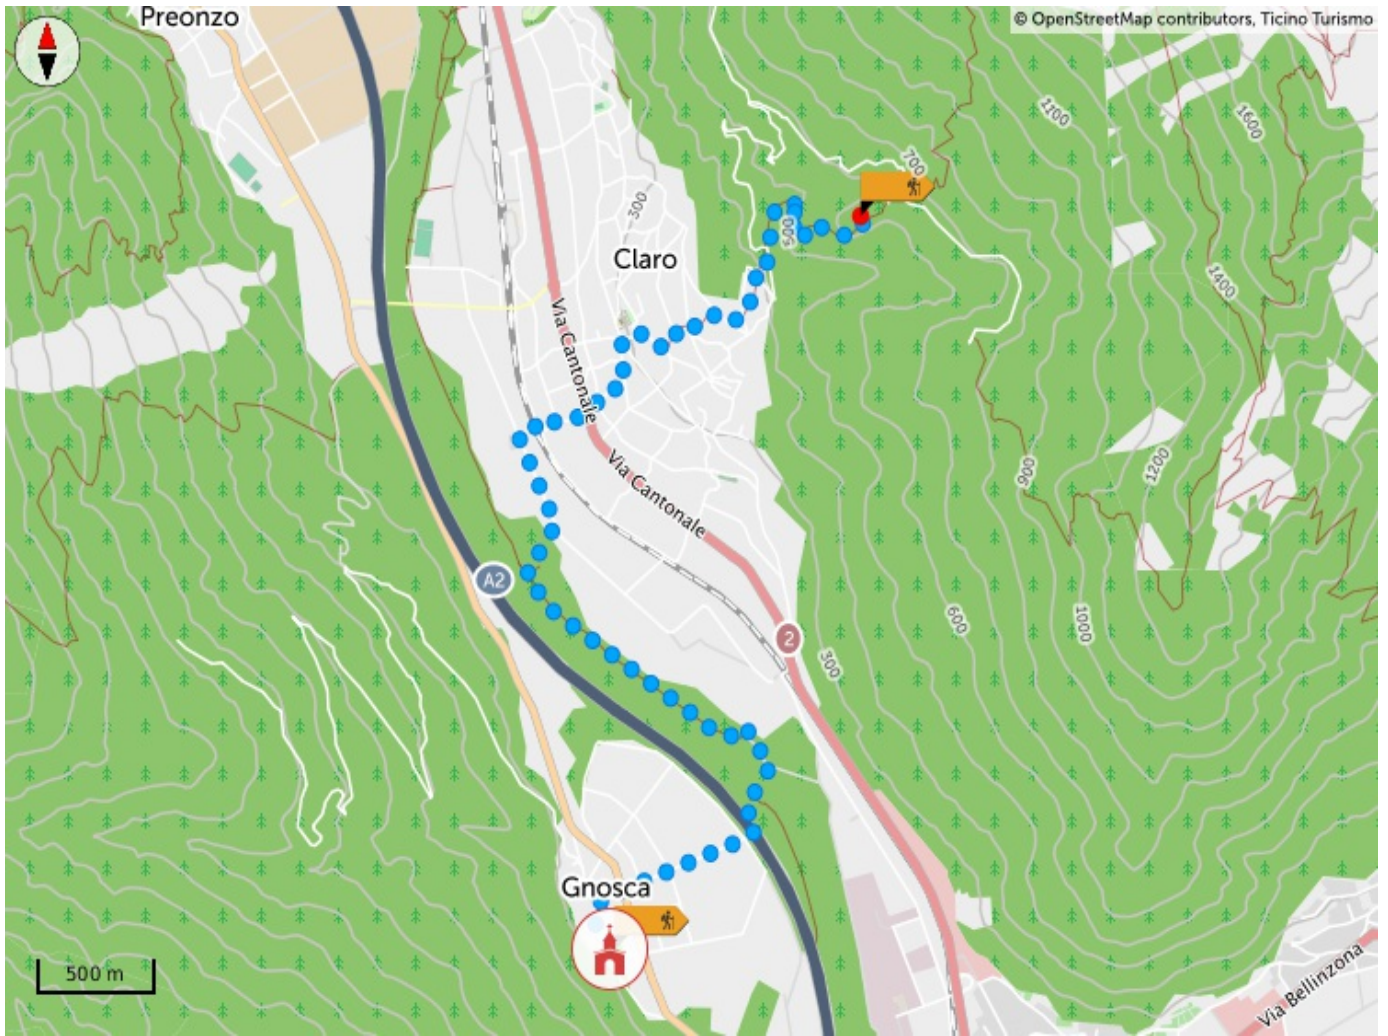 Preonzo
© OpenStreetMap contributors, Ticino Turismo
1100
1600
700
300
500
Claro
1400
Via Cantonale
Via Cantonale
900
1200
A2
600
1000
2
300
Gnosca
500 m
Via Bellinzona